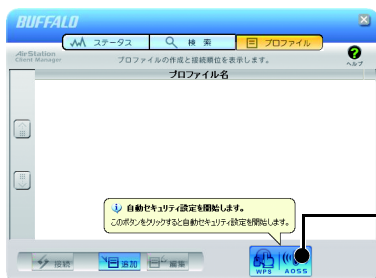 BUFFALO
ステータス 検索 プロファイル
AirStation
Client Manager
プロファイルの作成と接続順位を表示します。
ヘルプ
プロファイル名
自動セキュリティ設定を開始します。
このボタンをクリックすると自動セキュリティ設定を開始します。
接続 追加 編集 WPS AOSS